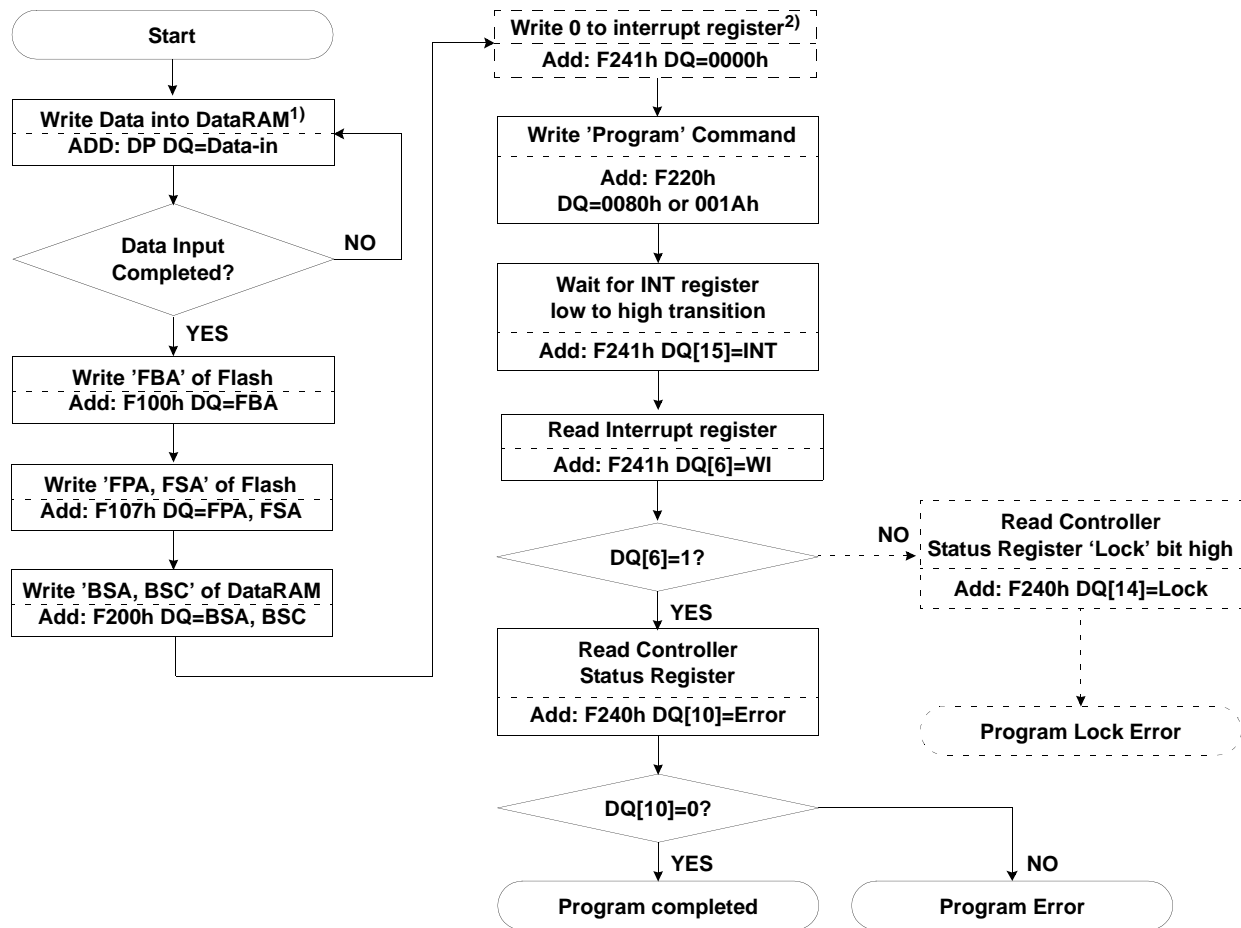 Start
Write Data into DataRAM1)
ADD: DP DQ=Data-in
Data Input
Completed?
NO
YES
Write 'FBA' of Flash
Add: F100h DQ=FBA
Write 'FPA, FSA' of Flash
Add: F107h DQ=FPA, FSA
Write 'BSA, BSC' of DataRAM
Add: F200h DQ=BSA, BSC
Write 0 to interrupt register2)
Add: F241h DQ=0000h
Write 'Program' Command
Add: F220h
DQ=0080h or 001Ah
Wait for INT register
low to high transition
Add: F241h DQ[15]=INT
Read Interrupt register
Add: F241h DQ[6]=WI
DQ[6]=1?
NO
YES
Read Controller
Status Register 'Lock' bit high
Add: F240h DQ[14]=Lock
Program Lock Error
Read Controller
Status Register
Add: F240h DQ[10]=Error
DQ[10]=0?
YES
NO
Program completed
Program Error